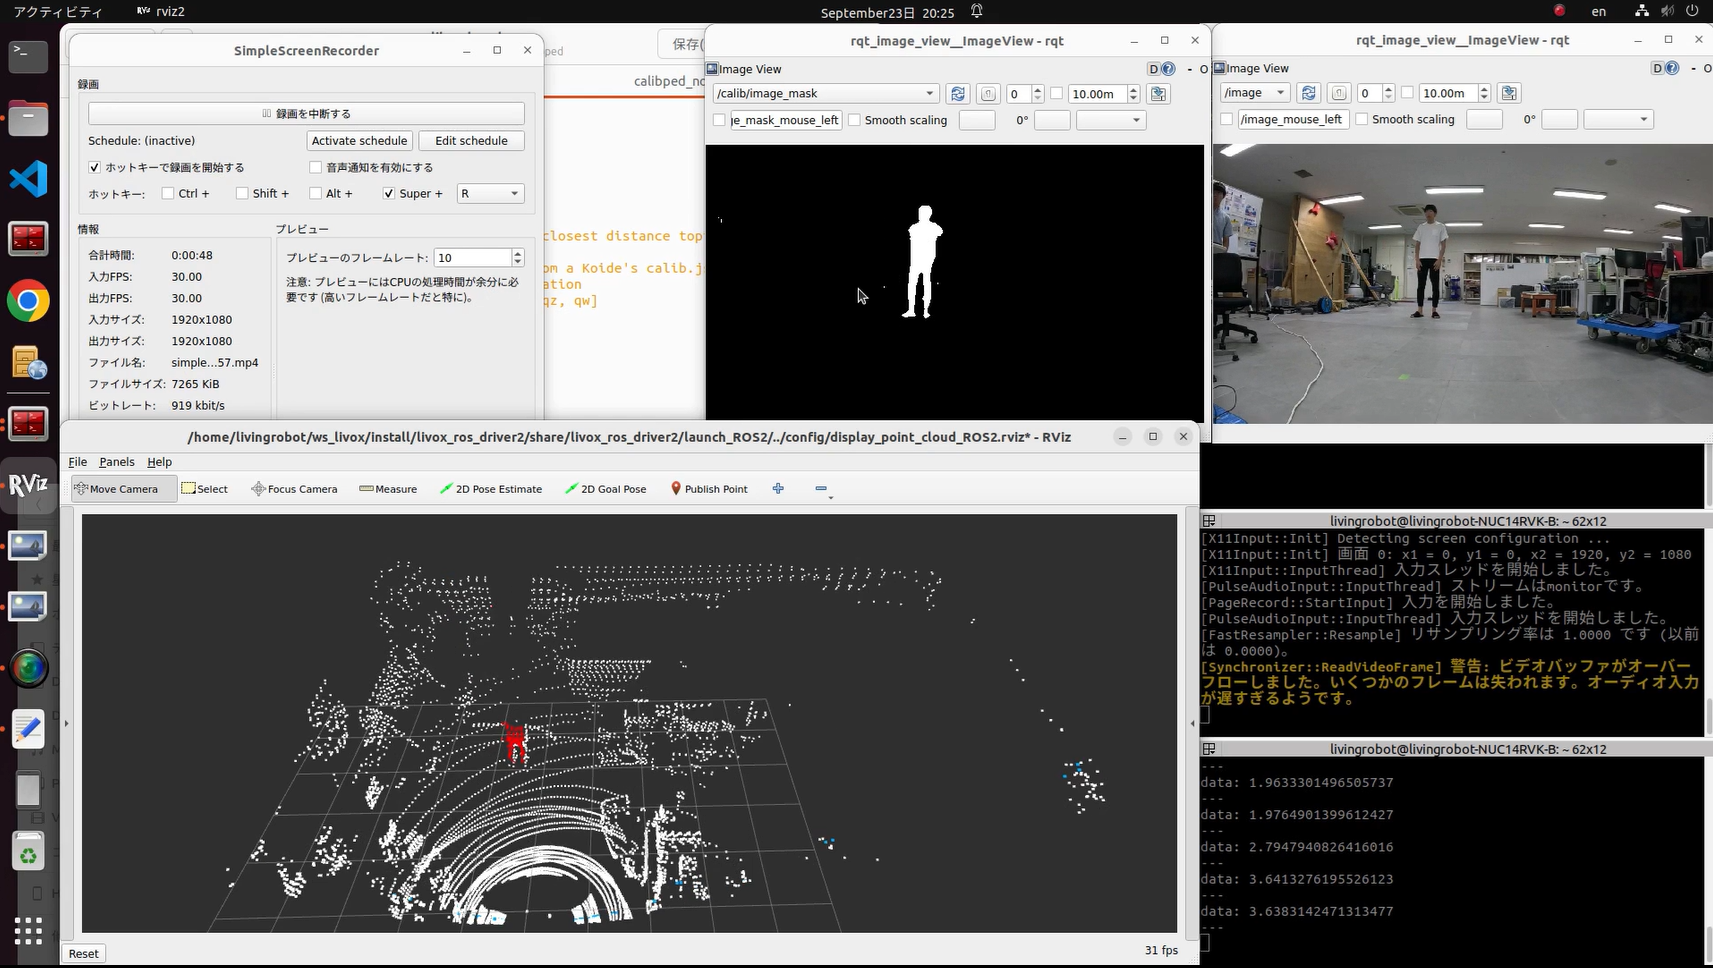 アクティビティ
rviz2
September23日 20:25
en
SimpleScreenRecorder
録画
録画を中断する
Schedule: (inactive)
Activate schedule
Edit schedule
ホットキーで録画を開始する
音声通知を有効にする
ホットキー:
Ctrl +
Shift +
Alt +
Super +
R
情報
プレビュー
合計時間: 0:00:48
入力FPS: 30.00
出力FPS: 30.00
入力サイズ: 1920x1080
出力サイズ: 1920x1080
ファイル名: simple...57.mp4
ファイルサイズ: 7265 KiB
ビットレート: 919 kbit/s
プレビューのフレームレート: 10
注意: プレビューにはCPUの処理時間が余分に必
要です (高いフレームレートだと特に)。
保存(
calibped_no
closest distance top
om a Koide's calib.j
ation
qz, qw]
rqt_image_view__ImageView - rqt
Image View
D
- O
/calib/image_mask
0
10.00m
ge_mask_mouse_left
Smooth scaling
0°
rqt_image_view__ImageView - rqt
Image View
D
- O
/image
0
10.00m
/image_mouse_left
Smooth scaling
0°
/home/livingrobot/ws_livox/install/livox_ros_driver2/share/livox_ros_driver2/launch_ROS2/../config/display_point_cloud_ROS2.rviz* - RViz
File
Panels
Help
Move Camera
Select
Focus Camera
Measure
2D Pose Estimate
2D Goal Pose
Publish Point
RViz
Reset
31 fps
livingrobot@livingrobot-NUC14RVK-B: ~ 62x12
[X11Input::Init] Detecting screen configuration ...
[X11Input::Init] 画面 0: x1 = 0, y1 = 0, x2 = 1920, y2 = 1080
[X11Input::InputThread] 入力スレッドを開始しました。
[PulseAudioInput::InputThread] ストリームはmonitorです。
[PageRecord::StartInput] 入力を開始しました。
[PulseAudioInput::InputThread] 入力スレッドを開始しました。
[FastResampler::Resample] リサンプリング率は 1.0000 です (以前
は 0.0000)。
[Synchronizer::ReadVideoFrame] 警告: ビデオバッファがオーバー
フローしました。いくつかのフレームは失われます。オーディオ入力
が遅すぎるようです。
livingrobot@livingrobot-NUC14RVK-B: ~ 62x12
---
data: 1.963330149650573​7
---
data: 1.9764901399612427
---
data: 2.7947940826416016
---
data: 3.6413276195526123
---
data: 3.6383142471313477
---